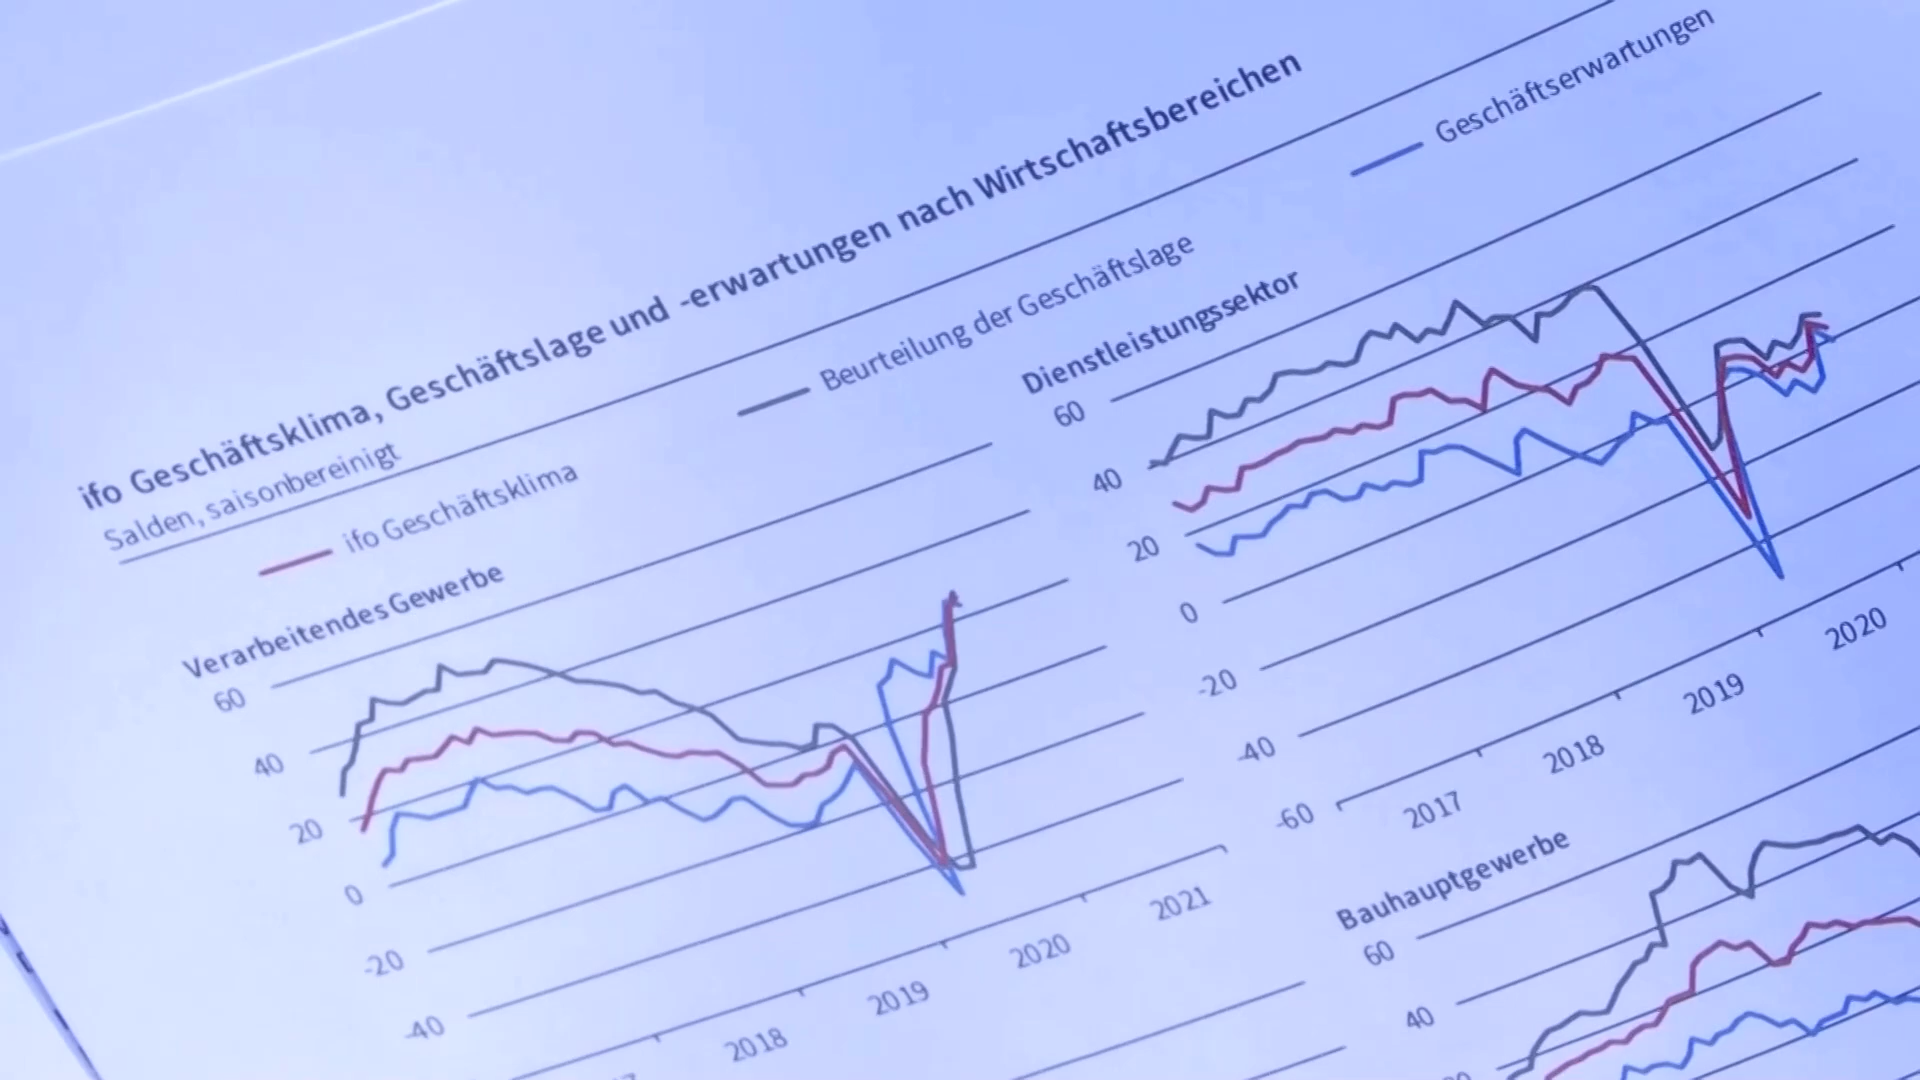 ifo Geschäftsklima, Geschäftslage und -erwartungen nach Wirtschaftsbereichen
Salden, saisonbereinigt
ifo Geschäftsklima
Beurteilung der Geschäftslage
Geschäftserwartungen
Verarbeitendes Gewerbe
60
40
20
0
-20
-40
2018
2019
2020
2021
Dienstleistungssektor
60
40
20
0
-20
-40
-60
2017
2018
2019
2020
Bauhauptgewerbe
60
40